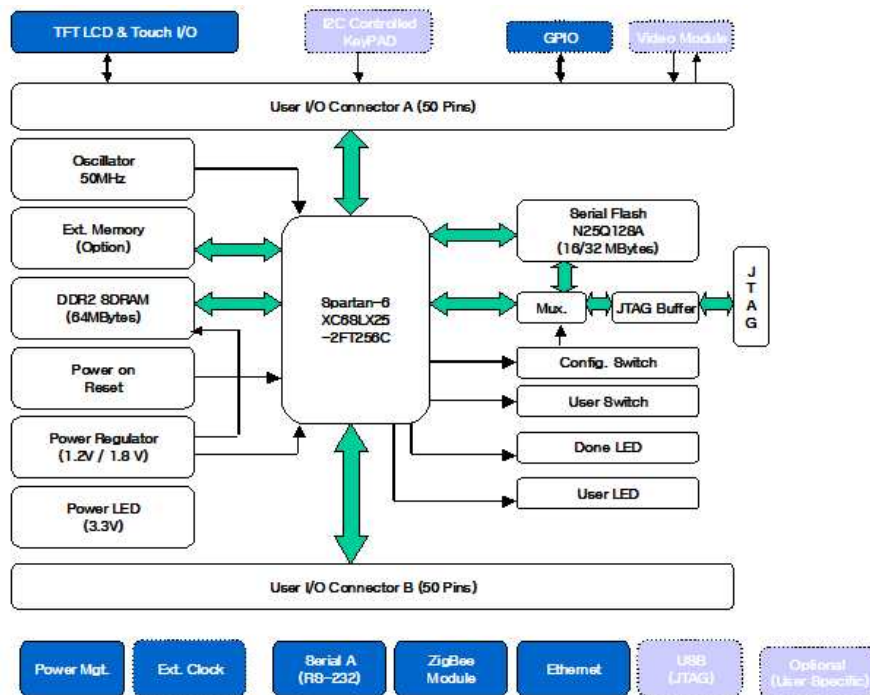 TFT LCD & Touch I/O
I2C Controlled
KeyPAD
GPIO
Video Module
User I/O Connector A (50 Pins)
Oscillator
50MHz
Ext. Memory
(Option)
DDR2 SDRAM
(64MBytes)
Power on
Reset
Power Regulator
(1.2V / 1.8 V)
Power LED
(3.3V)
Spartan-6
XC6SLX25
-2FT256C
Serial Flash
N25Q128A
(16/32 MBytes)
Mux.
JTAG Buffer
J
T
A
G
Config. Switch
User Switch
Done LED
User LED
User I/O Connector B (50 Pins)
Power Mgt.
Ext. Clock
Serial A
(RS-232)
ZigBee
Module
Ethernet
USB
(JTAG)
Optional
(User Specific)